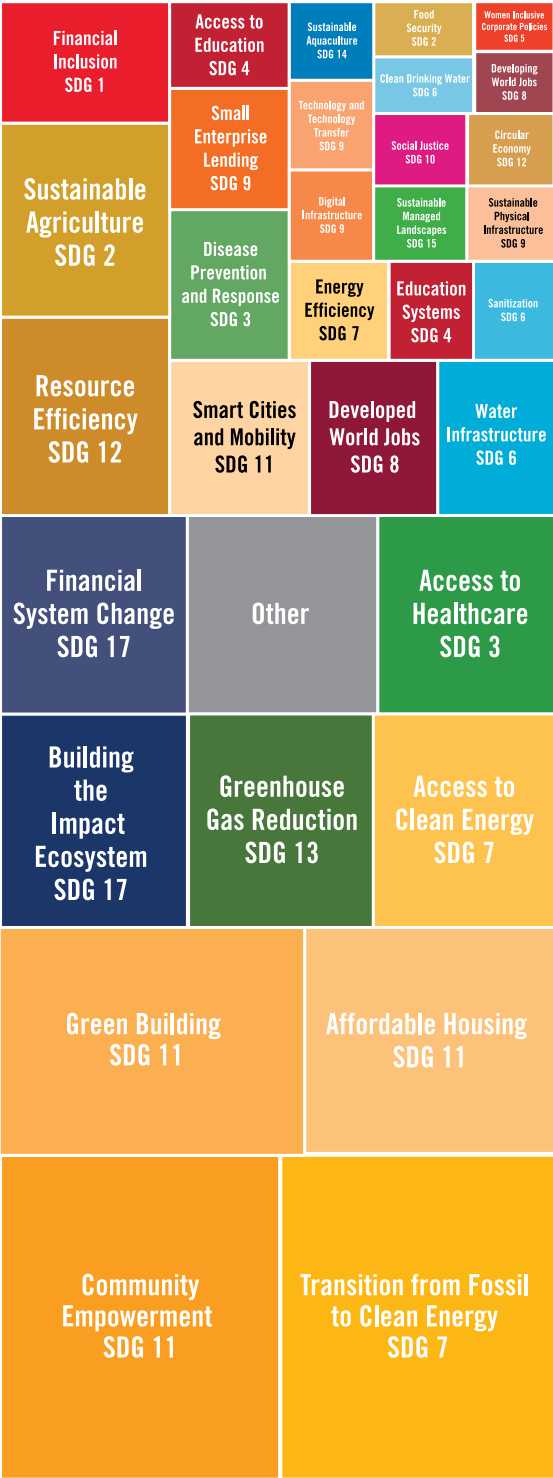 Financial
Inclusion
SDG 1
Access to
Education
SDG 4
Sustainable
Aquaculture
SDG 14
Food
Security
SDG 2
Women Inclusive
Corporate Policies
SDG 5
Clean Drinking Water
SDG 6
Developing
World Jobs
SDG 8
Small
Enterprise
Lending
SDG 9
Technology and
Technology
Transfer
SDG 9
Social Justice
SDG 10
Circular
Economy
SDG 12
Sustainable
Agriculture
SDG 2
Digital
Infrastructure
SDG 9
Sustainable
Managed
Landscapes
SDG 15
Sustainable
Physical
Infrastructure
SDG 9
Disease
Prevention
and Response
SDG 3
Energy
Efficiency
SDG 7
Education
Systems
SDG 4
Sanitization
SDG 6
Resource
Efficiency
SDG 12
Smart Cities
and Mobility
SDG 11
Developed
World Jobs
SDG 8
Water
Infrastructure
SDG 6
Financial
System Change
SDG 17
Other
Access to
Healthcare
SDG 3
Building
the
Impact
Ecosystem
SDG 17
Greenhouse
Gas Reduction
SDG 13
Access to
Clean Energy
SDG 7
Green Building
SDG 11
Affordable Housing
SDG 11
Community
Empowerment
SDG 11
Transition from Fossil
to Clean Energy
SDG 7